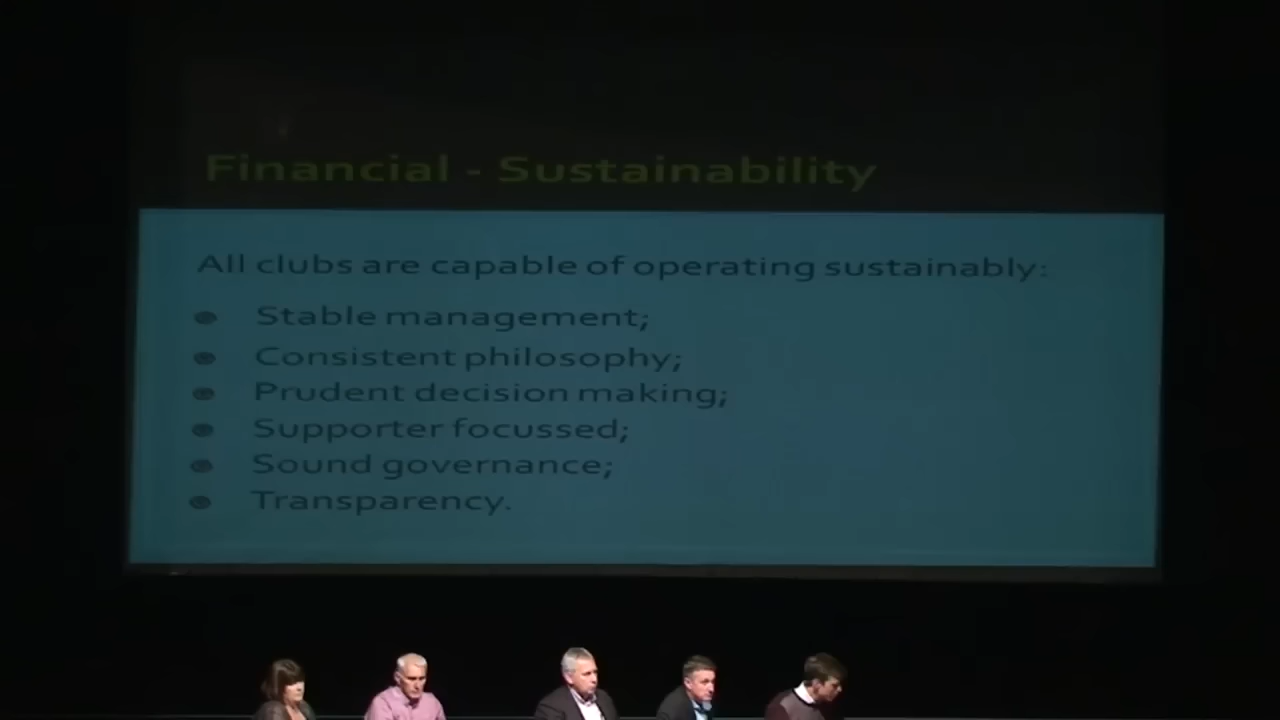 Financial - Sustainability
All clubs are capable of operating sustainably:
Stable management;
Consistent philosophy;
Prudent decision making;
Supporter focussed;
Sound governance;
Transparency.